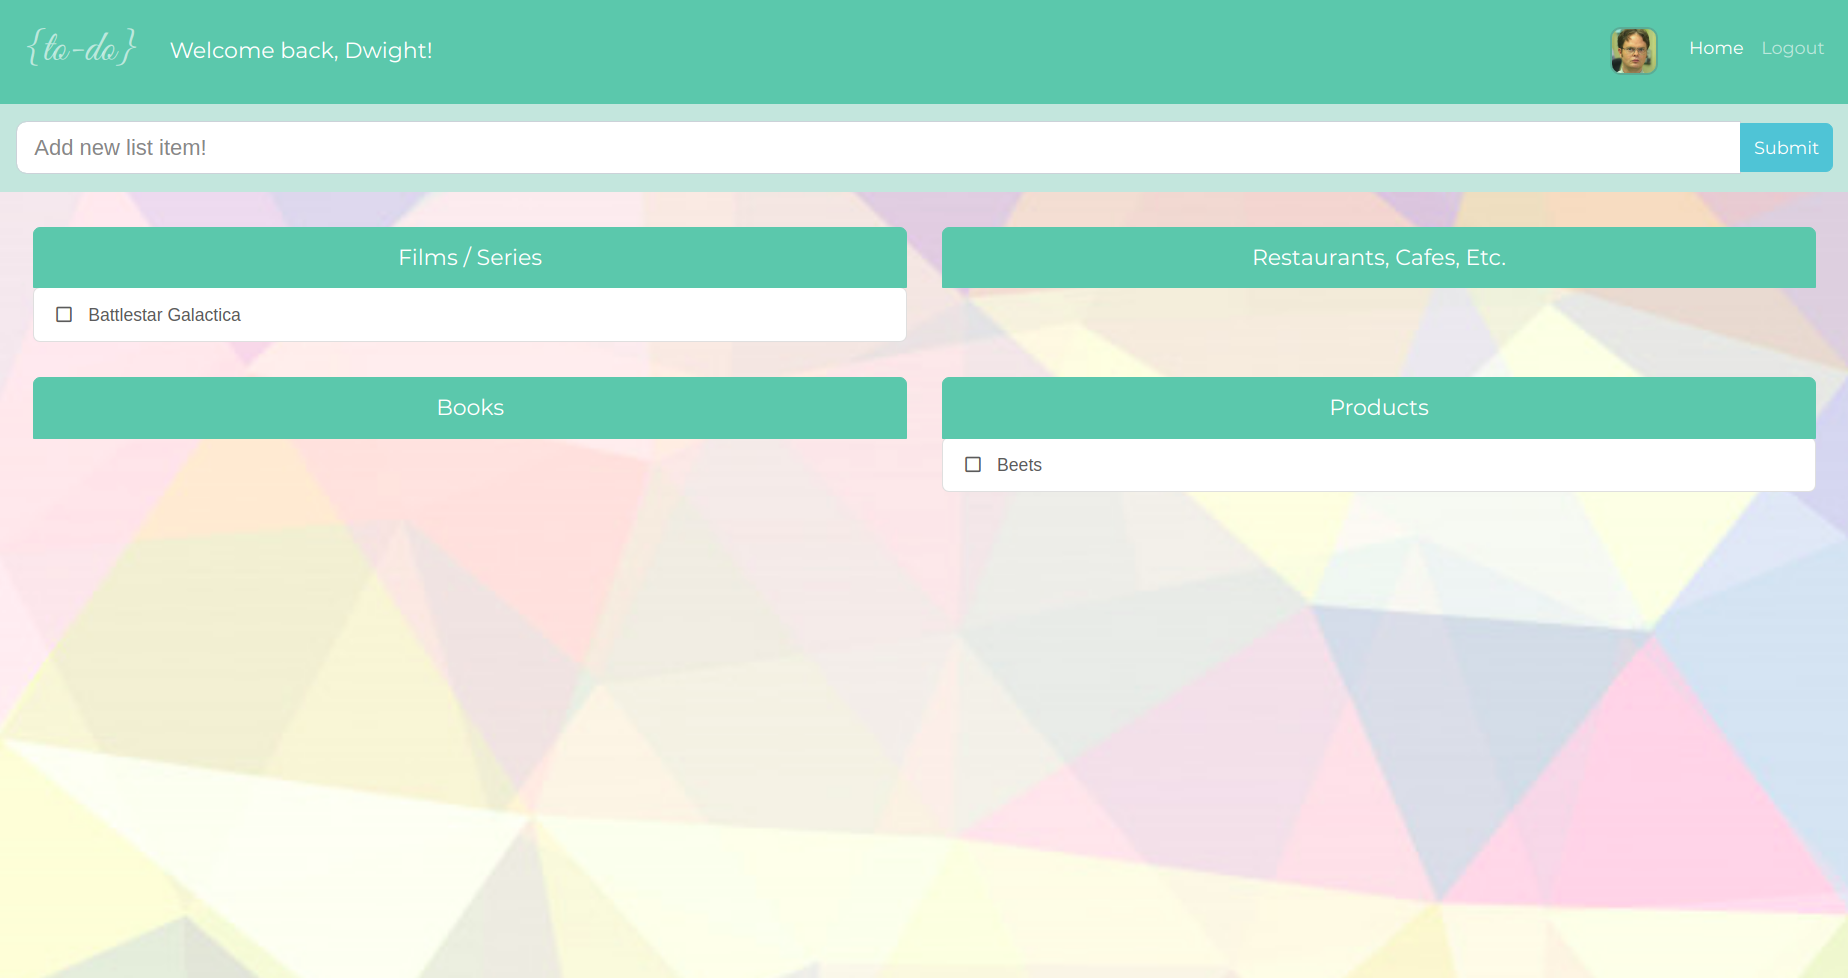 {to-do}
Welcome back, Dwight!
Home
Logout
Add new list item!
Submit
Films / Series
Battlestar Galactica
Restaurants, Cafes, Etc.
Books
Products
Beets